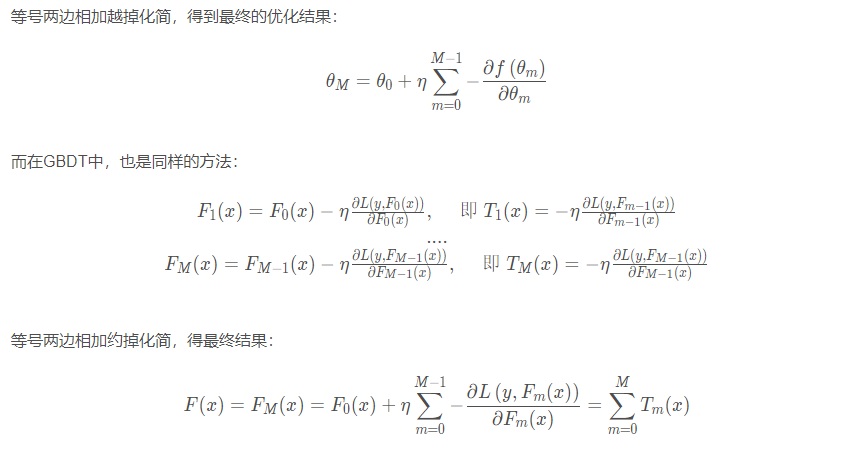 等号两边相加越掉化简，得到最终的优化结果：
$\theta_M = \theta_0 + \eta \sum_{m=0}^{M-1} -\frac{\partial f(\theta_m)}{\partial \theta_m}$
而在GBDT中，也是同样的方法：
$F_1(x) = F_0(x) - \eta \frac{\partial L(y,F_0(x))}{\partial F_0(x)}, \quad 即\ T_1(x) = -\eta \frac{\partial L(y,F_{m-1}(x))}{\partial F_{m-1}(x)}$
....
$F_M(x) = F_{M-1}(x) - \eta \frac{\partial L(y,F_{M-1}(x))}{\partial F_{M-1}(x)}, \quad 即\ T_M(x) = -\eta \frac{\partial L(y,F_{M-1}(x))}{\partial F_{M-1}(x)}$
等号两边相加约掉化简，得最终结果：
$F(x) = F_M(x) = F_0(x) + \eta \sum_{m=0}^{M-1} -\frac{\partial L(y,F_m(x))}{\partial F_m(x)} = \sum_{m=0}^{M} T_m(x)$